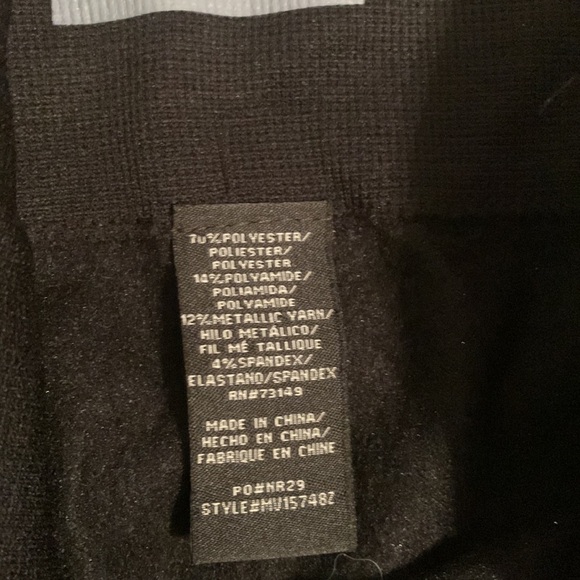 70%POLYESTER/
POLIESTER/
POLYESTER
14%POLYAMIDE/
POLIAMIDA/
POLYAMIDE
12%METALLIC YARN/
HILO METÁLICO/
FIL MÉ TALLIQUE
4%SPANDEX/
ELASTANO/SPANDEX
RN#73149
MADE IN CHINA/
HECHO EN CHINA/
FABRIQUE EN CHINE
PO#NR29
STYLE#MV15748Z